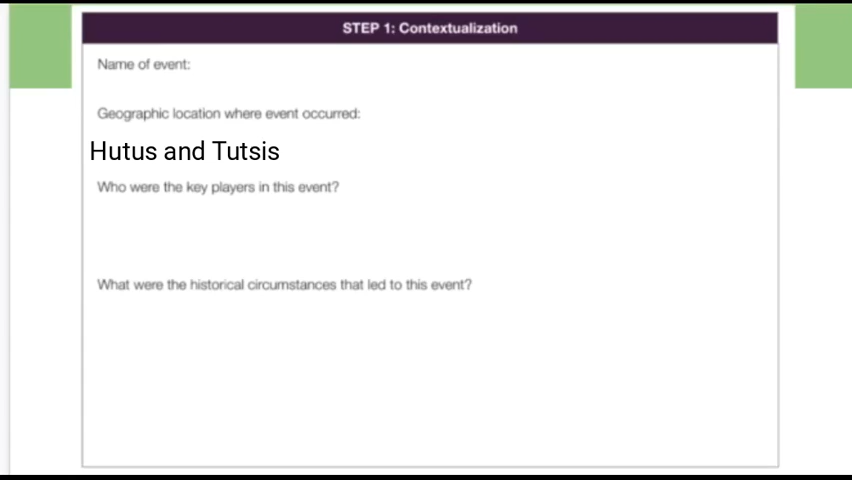 STEP 1: Contextualization
Name of event:
Geographic location where event occurred:
Hutus and Tutsis
Who were the key players in this event?
What were the historical circumstances that led to this event?